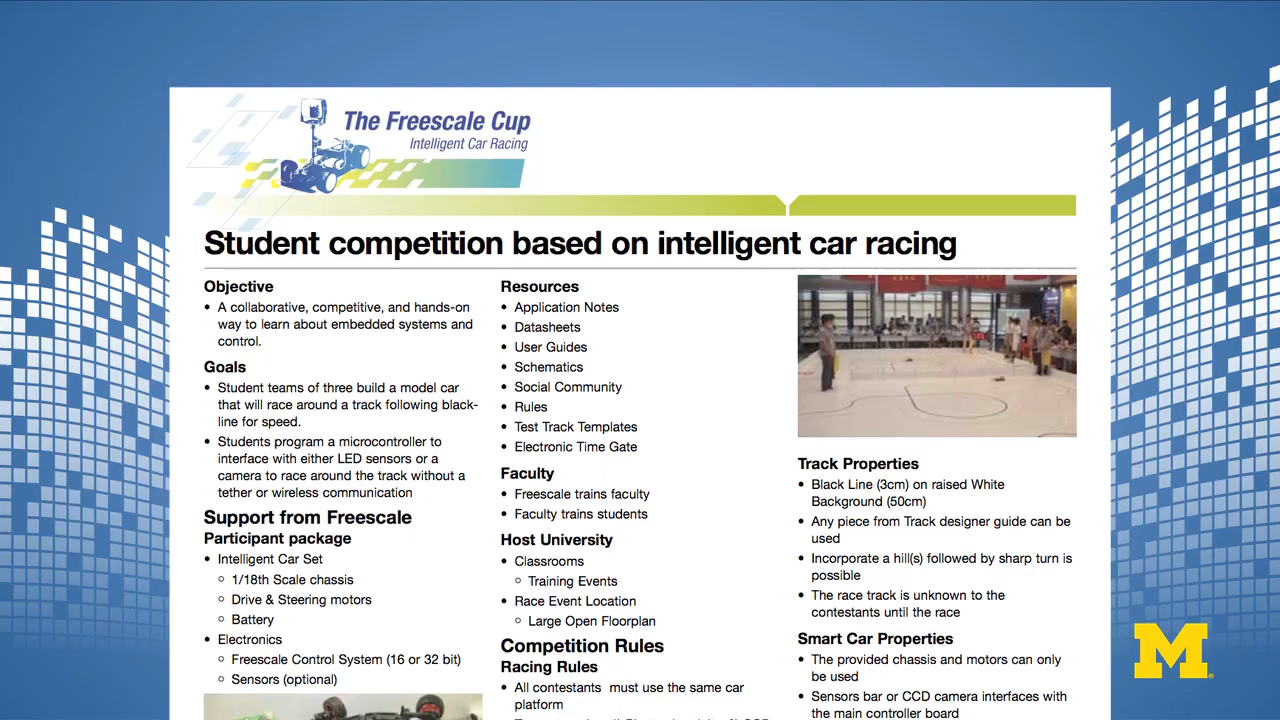 The Freescale Cup
Intelligent Car Racing
Student competition based on intelligent car racing
Objective
• A collaborative, competitive, and hands-on
way to learn about embedded systems and
control.
Goals
• Student teams of three build a model car
that will race around a track following black-
line for speed.
• Students program a microcontroller to
interface with either LED sensors or a
camera to race around the track without a
tether or wireless communication
Support from Freescale
Participant package
• Intelligent Car Set
○ 1/18th Scale chassis
○ Drive & Steering motors
○ Battery
• Electronics
○ Freescale Control System (16 or 32 bit)
○ Sensors (optional)
Resources
• Application Notes
• Datasheets
• User Guides
• Schematics
• Social Community
• Rules
• Test Track Templates
• Electronic Time Gate
Faculty
• Freescale trains faculty
• Faculty trains students
Host University
• Classrooms
○ Training Events
• Race Event Location
○ Large Open Floorplan
Competition Rules
Racing Rules
• All contestants must use the same car
platform
Track Properties
• Black Line (3cm) on raised White
Background (50cm)
• Any piece from Track designer guide can be
used
• Incorporate a hill(s) followed by sharp turn is
possible
• The race track is unknown to the
contestants until the race
Smart Car Properties
• The provided chassis and motors can only
be used
• Sensors bar or CCD camera interfaces with
the main controller board
M